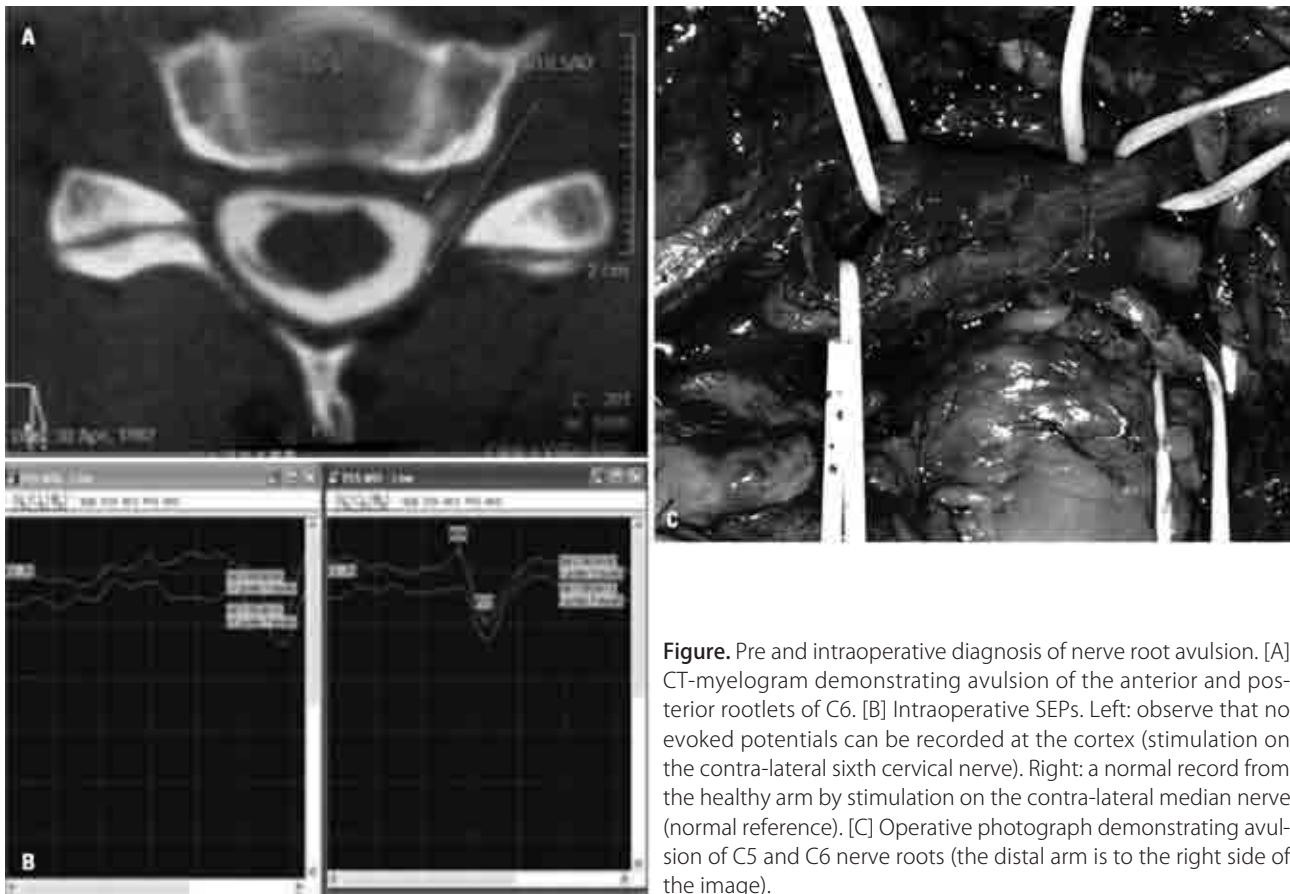 A
2 cm
30 Apr, 1987
B
C
Figure. Pre and intraoperative diagnosis of nerve root avulsion. [A]
CT-myelogram demonstrating avulsion of the anterior and pos-
terior rootlets of C6. [B] Intraoperative SEPs. Left: observe that no
evoked potentials can be recorded at the cortex (stimulation on
the contra-lateral sixth cervical nerve). Right: a normal record from
the healthy arm by stimulation on the contra-lateral median nerve
(normal reference). [C] Operative photograph demonstrating avul-
sion of C5 and C6 nerve roots (the distal arm is to the right side of
the image).